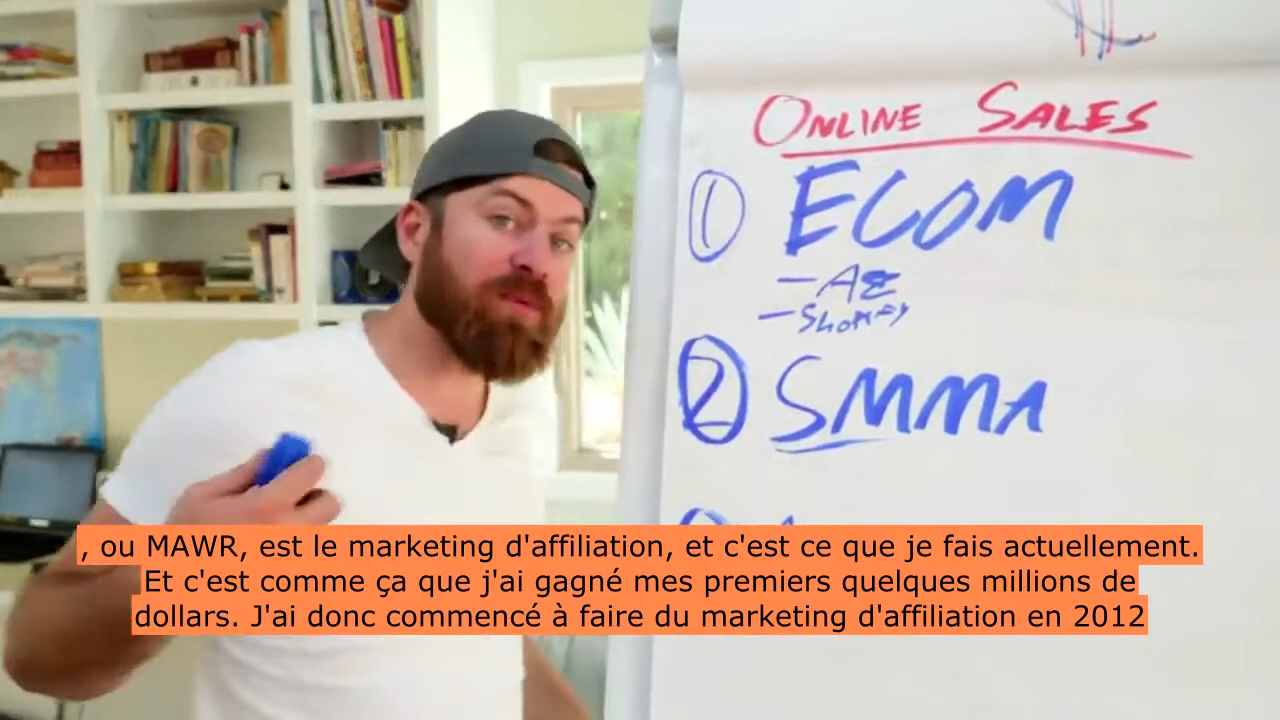 ONLINE SALES
1 ECOM
- AZ
- SHOPIFY
2 SMMA
, ou MAWR, est le marketing d'affiliation, et c'est ce que je fais actuellement.
Et c'est comme ça que j'ai gagné mes premiers quelques millions de
dollars. J'ai donc commencé à faire du marketing d'affiliation en 2012